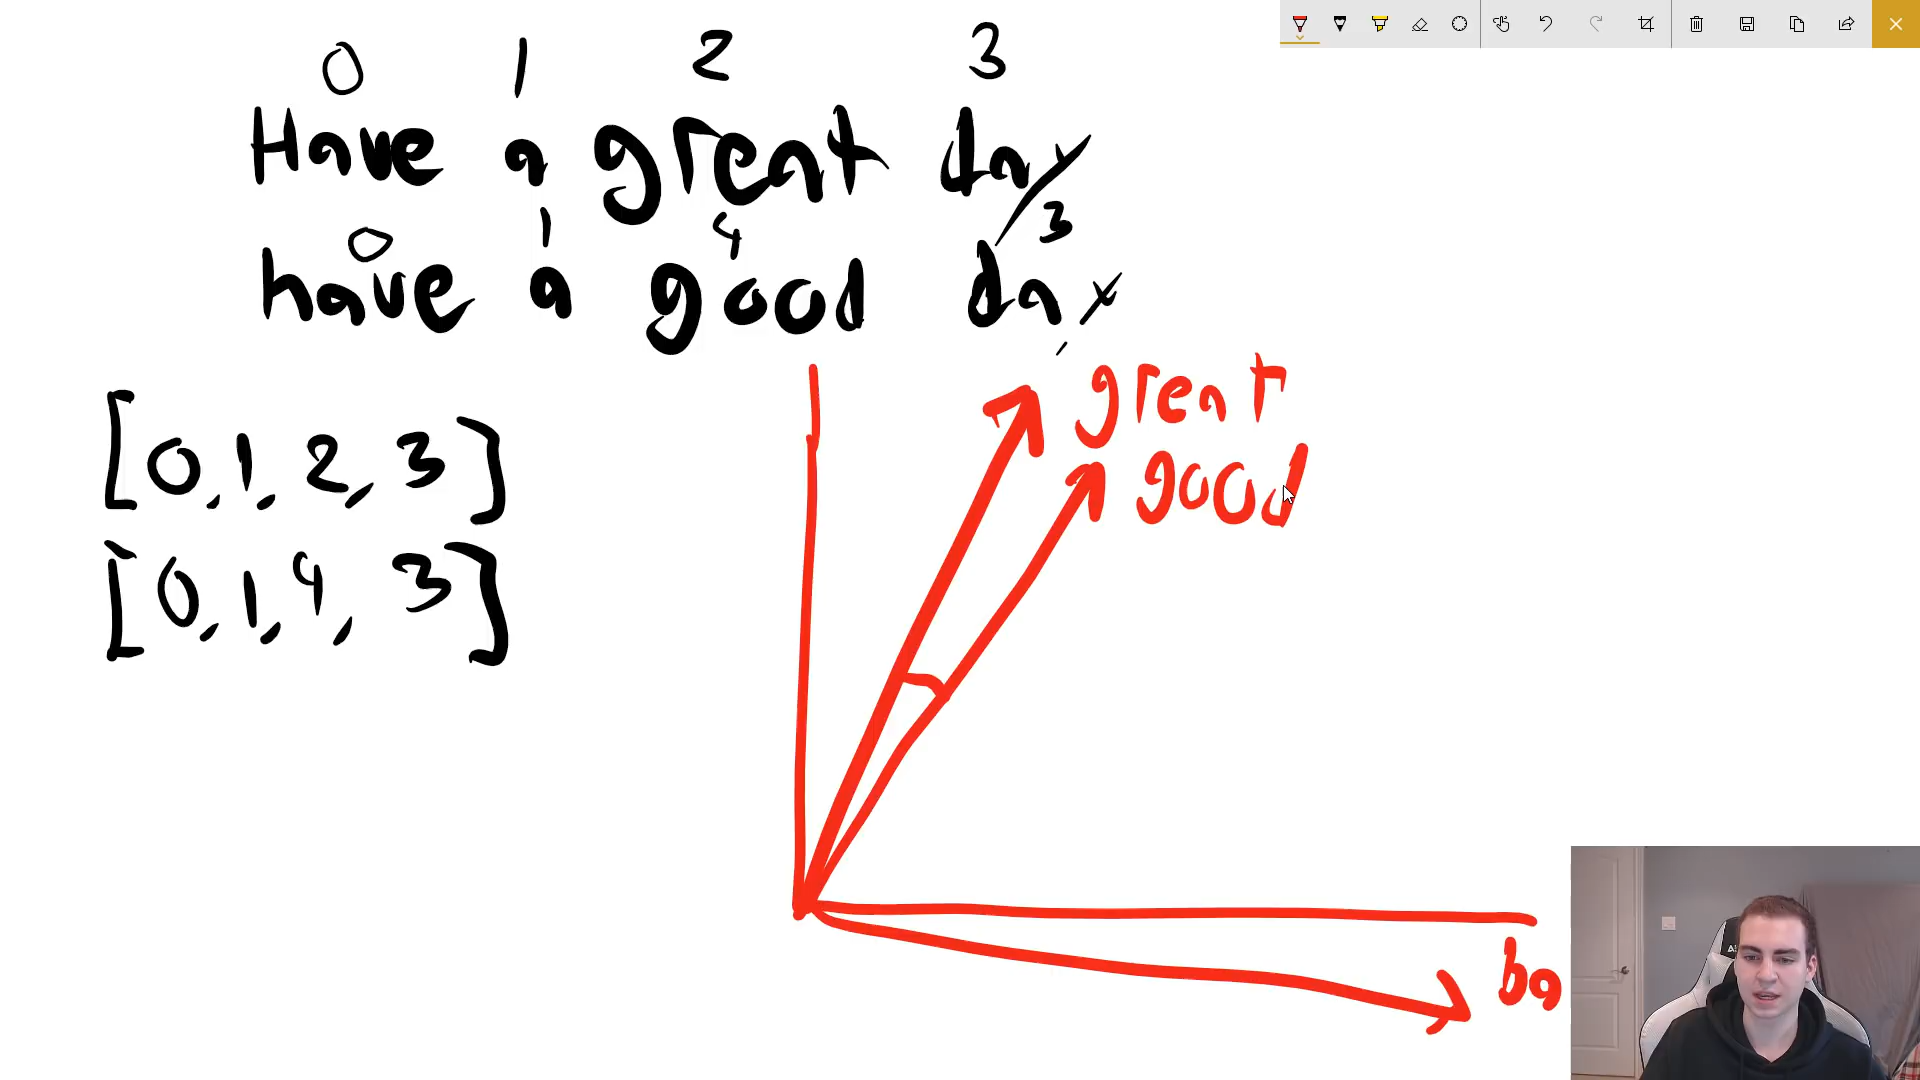 0 1 2 3
Have a great day
0 1 4 3
have a good day
[0,1,2,3]
[0,1,4,3]
great
good
ba